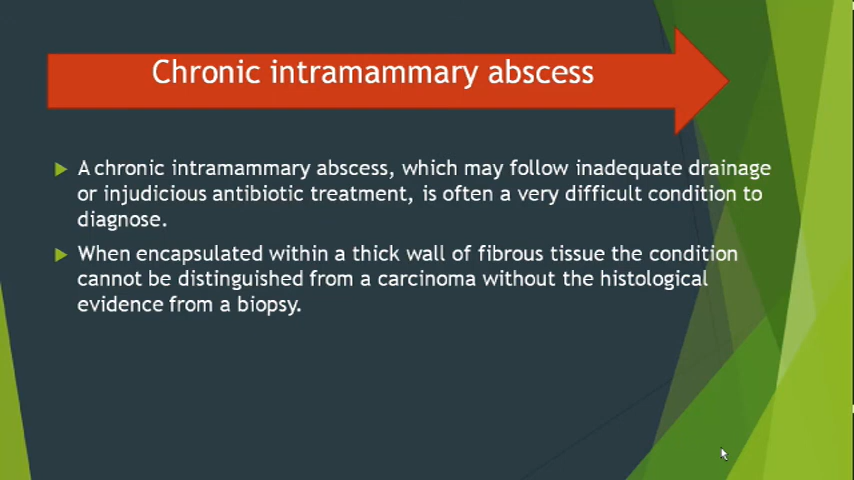 Chronic intramammary abscess
A chronic intramammary abscess, which may follow inadequate drainage
or injudicious antibiotic treatment, is often a very difficult condition to
diagnose.
When encapsulated within a thick wall of fibrous tissue the condition
cannot be distinguished from a carcinoma without the histological
evidence from a biopsy.